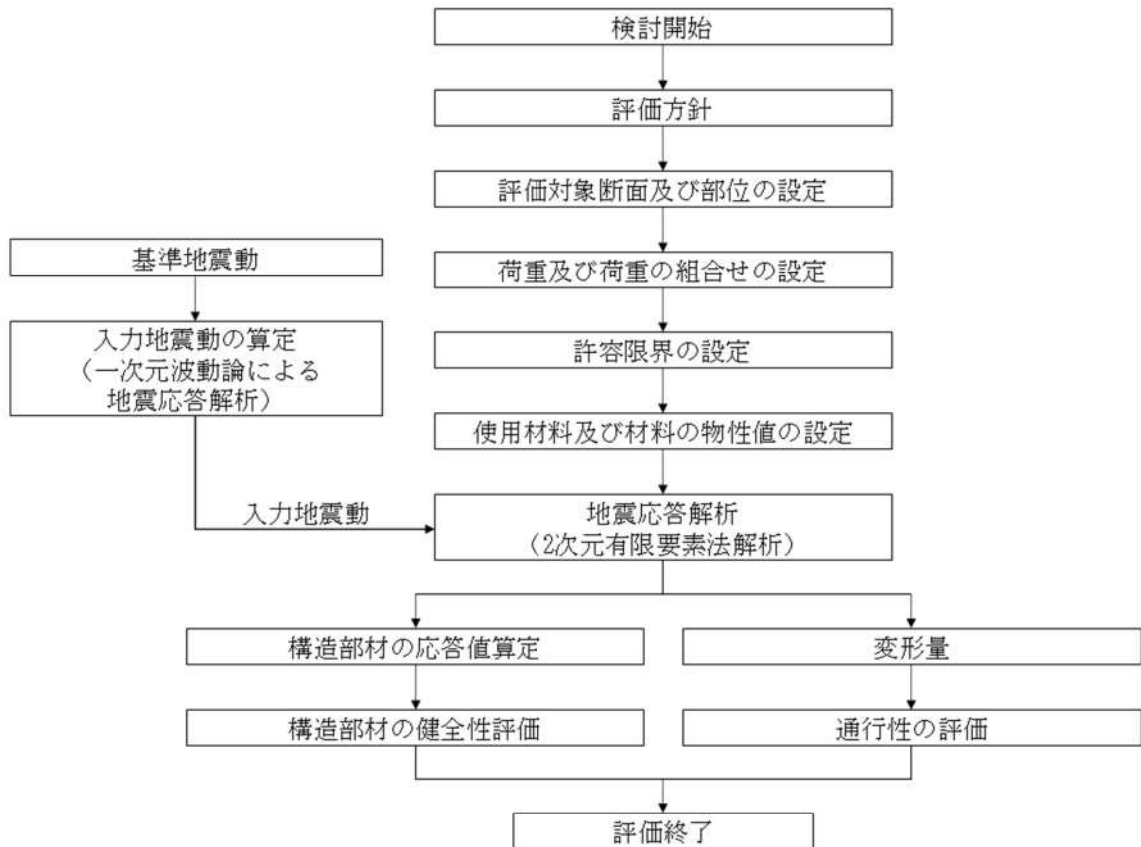 検討開始
評価方針
評価対象断面及び部位の設定
荷重及び荷重の組合せの設定
許容限界の設定
使用材料及び材料の物性値の設定
基準地震動
入力地震動の算定
（一次元波動論による
地震応答解析）
入力地震動
地震応答解析
（2次元有限要素法解析）
構造部材の応答値算定
変形量
構造部材の健全性評価
通行性の評価
評価終了